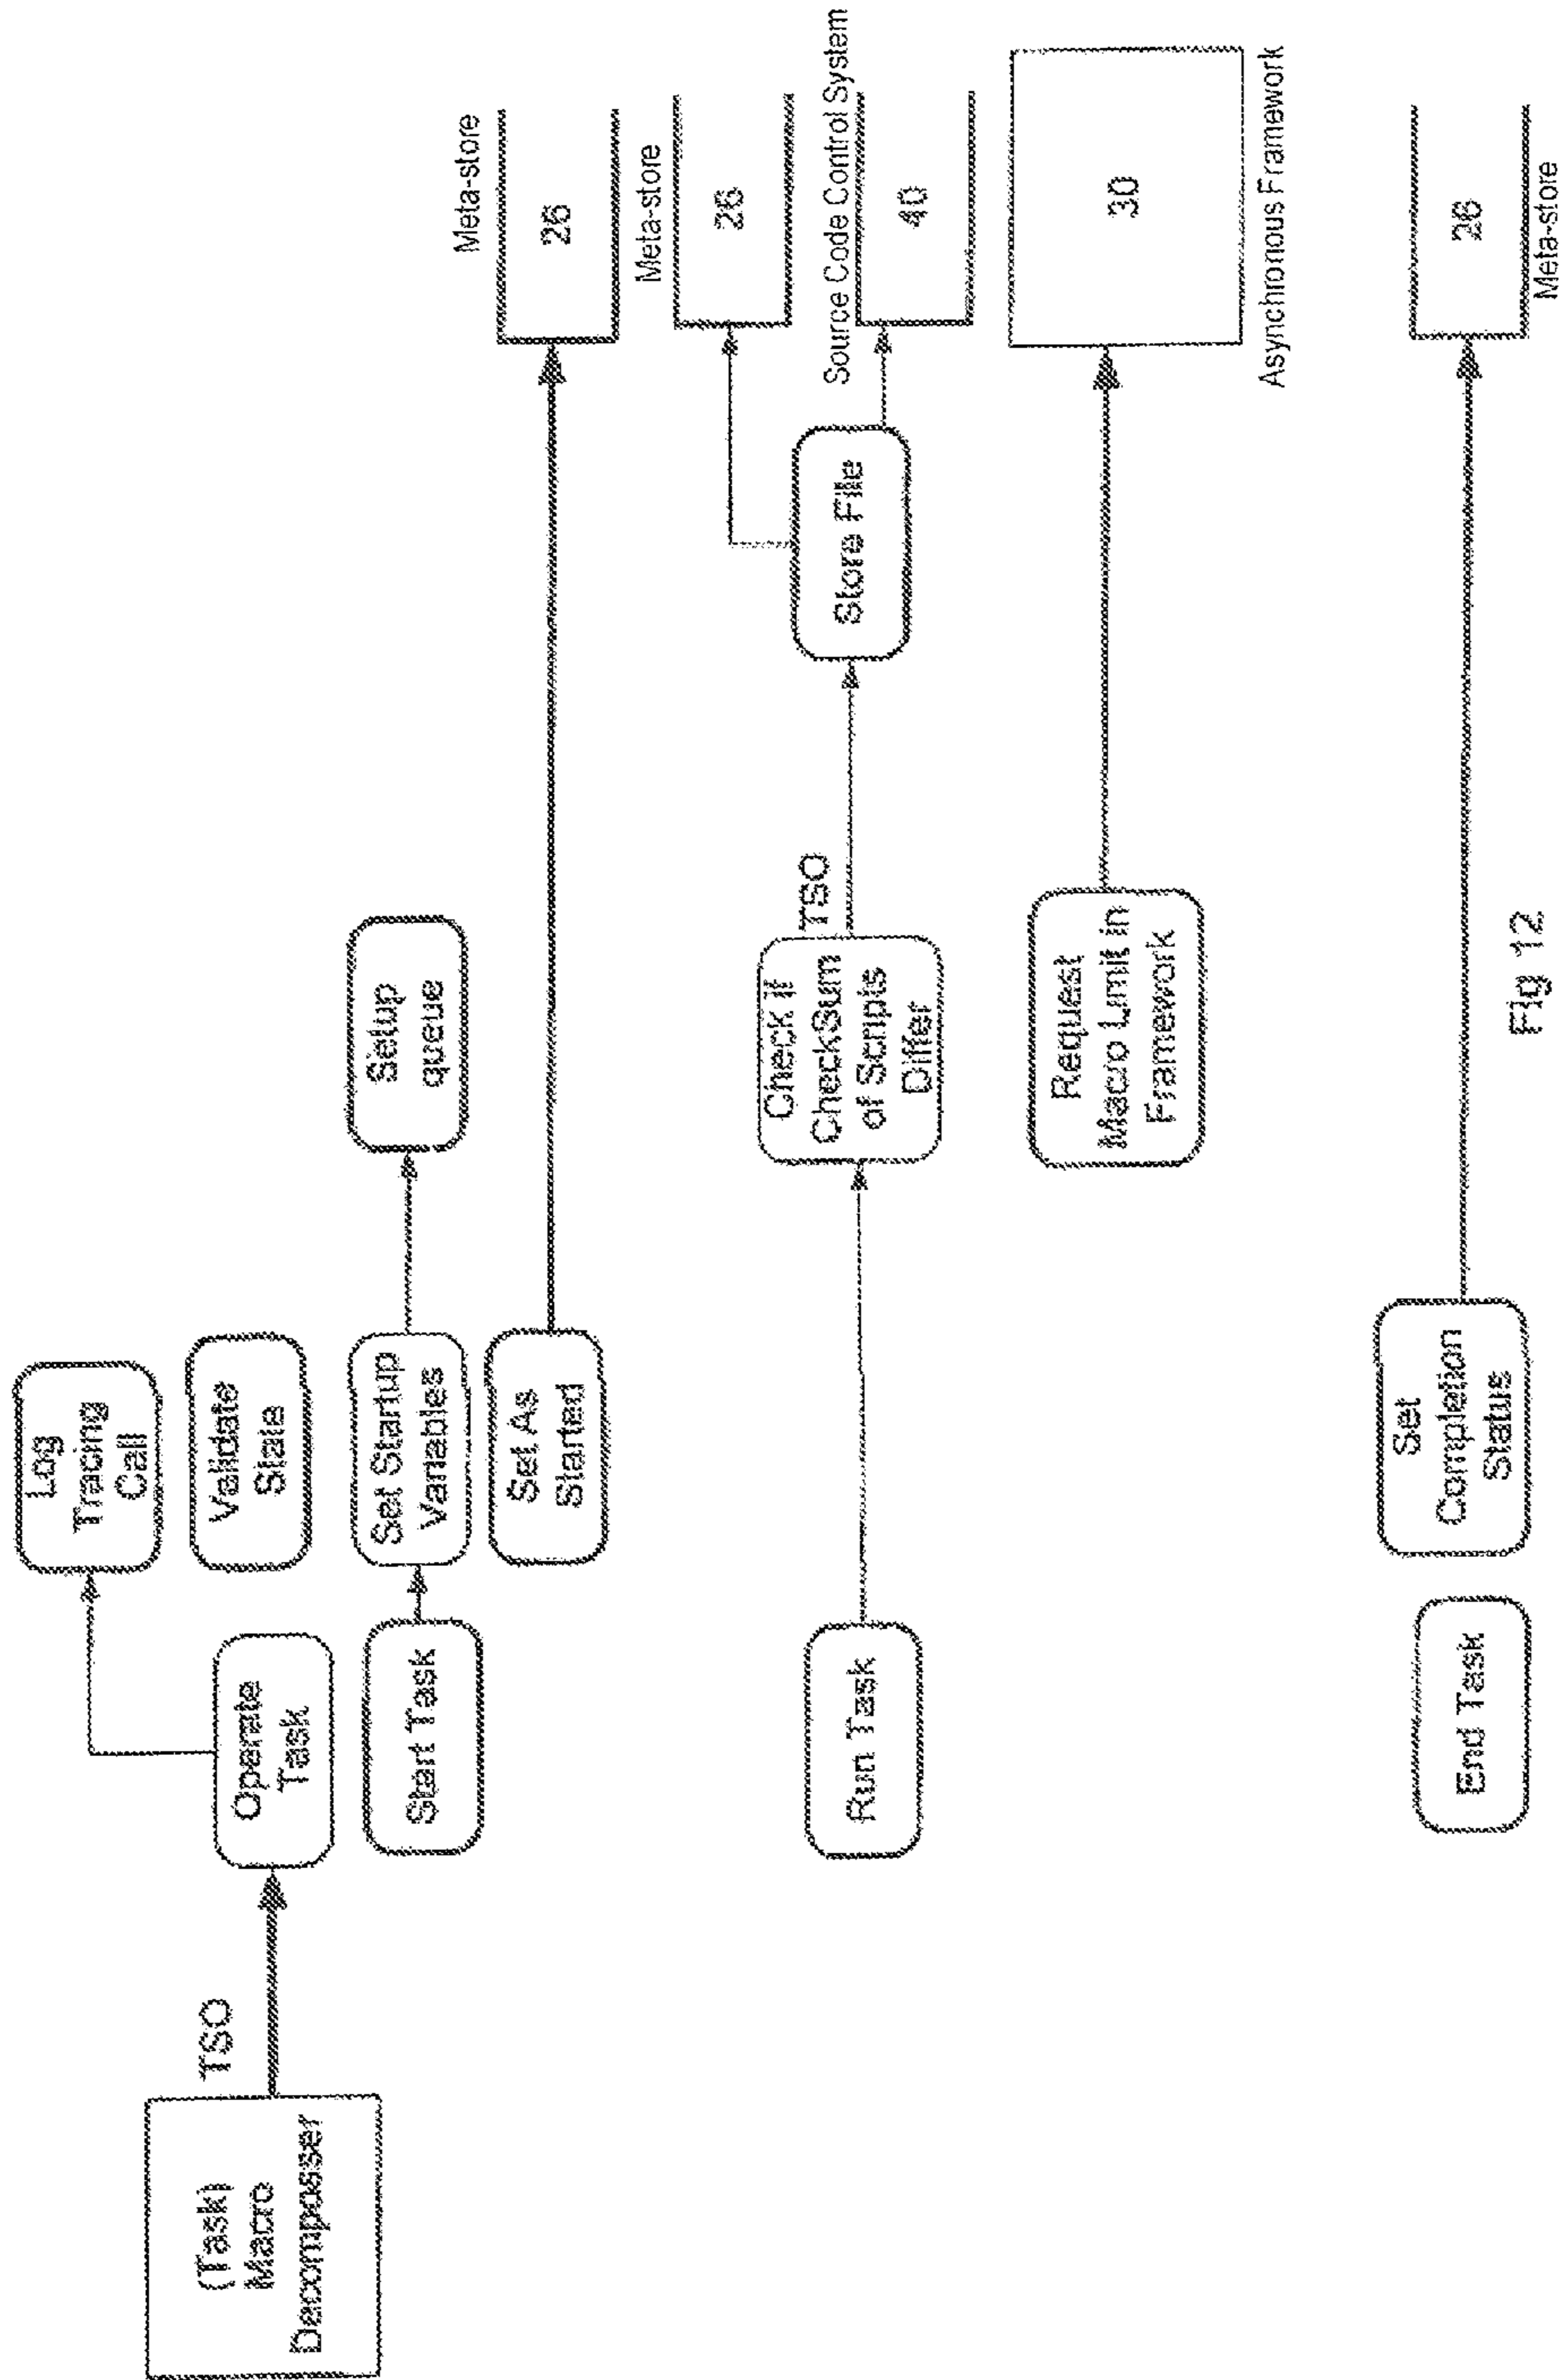 (Task)
Macro
Decomposser
TSO
Operate
Task
Log
Tracing
Call
Validate
State
Start Task
Set Startup
Variables
Setup
queue
Set As
Started
Meta-store
26
Run Task
Check if
CheckSum
of Scripts
Differ
TSO
Store File
Meta-store
26
Source Code Control System
40
Request
Macro Limit in
Framework
30
Asynchronous Framework
End Task
Set
Completion
Status
26
Meta-store
Fig 12